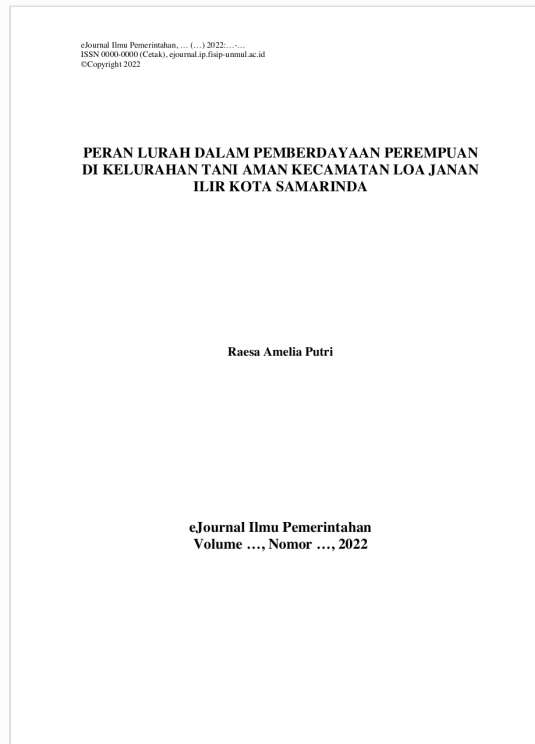 eJournal Ilmu Pemerintahan, … (…) 2022:…-…
ISSN 0000-0000 (Cetak), ejournal.ip.fisip-unmul.ac.id
©Copyright 2022
PERAN LURAH DALAM PEMBERDAYAAN PEREMPUAN
DI KELURAHAN TANI AMAN KECAMATAN LOA JANAN
ILIR KOTA SAMARINDA
Raesa Amelia Putri
eJournal Ilmu Pemerintahan
Volume …, Nomor …, 2022